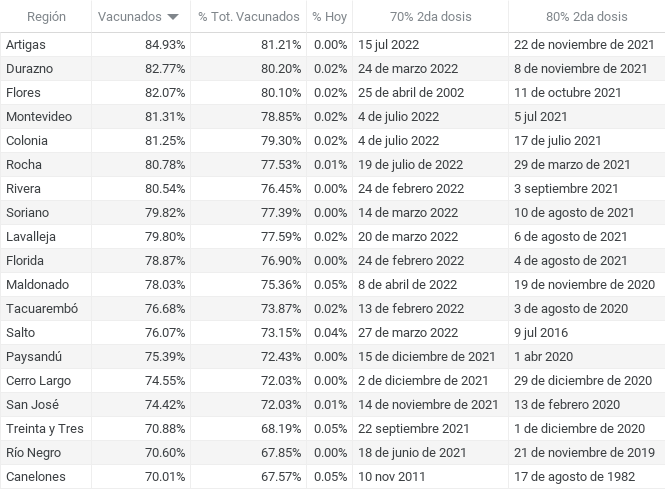 Región Vacunados % Tot. Vacunados % Hoy 70% 2da dosis 80% 2da dosis
Artigas 84.93% 81.21% 0.00% 15 jul 2022 22 de noviembre de 2021
Durazno 82.77% 80.20% 0.02% 24 de marzo 2022 8 de noviembre de 2021
Flores 82.07% 80.10% 0.02% 25 de abril de 2002 11 de octubre 2021
Montevideo 81.31% 78.85% 0.02% 4 de julio 2022 5 jul 2021
Colonia 81.25% 79.30% 0.02% 4 de julio 2022 17 de julio 2021
Rocha 80.78% 77.53% 0.01% 19 de julio de 2022 29 de marzo de 2021
Rivera 80.54% 76.45% 0.00% 24 de febrero 2022 3 septiembre 2021
Soriano 79.82% 77.39% 0.00% 14 de marzo 2022 10 de agosto de 2021
Lavalleja 79.80% 77.59% 0.02% 20 de marzo 2022 6 de agosto de 2021
Florida 78.87% 76.90% 0.00% 24 de febrero 2022 4 de agosto de 2021
Maldonado 78.03% 75.36% 0.05% 8 de abril de 2022 19 de noviembre de 2020
Tacuarembó 76.68% 73.87% 0.02% 13 de febrero 2022 3 de agosto de 2020
Salto 76.07% 73.15% 0.04% 27 de marzo 2022 9 jul 2016
Paysandú 75.39% 72.43% 0.00% 15 de diciembre de 2021 1 abr 2020
Cerro Largo 74.55% 72.03% 0.00% 2 de diciembre de 2021 29 de diciembre de 2020
San José 74.42% 72.03% 0.01% 14 de noviembre de 2021 13 de febrero 2020
Treinta y Tres 70.88% 68.19% 0.05% 22 septiembre 2021 1 de diciembre de 2020
Río Negro 70.60% 67.85% 0.00% 18 de junio de 2021 21 de noviembre de 2019
Canelones 70.01% 67.57% 0.05% 10 nov 2011 17 de agosto de 1982